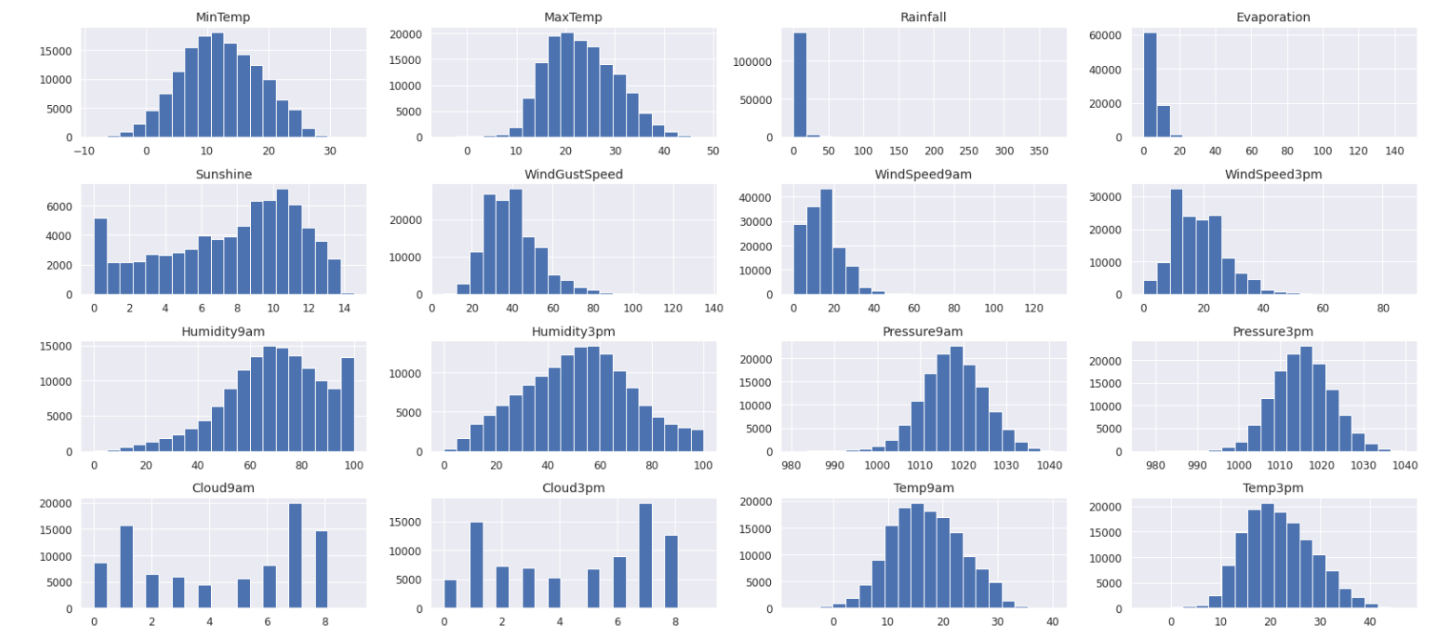 MinTemp MaxTemp Rainfall Evaporation
15000 10000 5000 0
−10 0 10 20 30
20000 15000 10000 5000 0
0 10 20 30 40 50
100000 50000 0
0 50 100 150 200 250 300 350
60000 40000 20000 0
0 20 40 60 80 100 120 140
Sunshine WindGustSpeed WindSpeed9am WindSpeed3pm
6000 4000 2000 0
0 2 4 6 8 10 12 14
20000 10000 0
0 20 40 60 80 100 120 140
40000 30000 20000 10000 0
0 20 40 60 80 100 120
30000 20000 10000 0
0 20 40 60 80
Humidity9am Humidity3pm Pressure9am Pressure3pm
15000 10000 5000 0
0 20 40 60 80 100
10000 5000 0
0 20 40 60 80 100
20000 15000 10000 5000 0
980 990 1000 1010 1020 1030 1040
20000 15000 10000 5000 0
980 990 1000 1010 1020 1030 1040
Cloud9am Cloud3pm Temp9am Temp3pm
20000 15000 10000 5000 0
0 2 4 6 8
15000 10000 5000 0
0 2 4 6 8
20000 15000 10000 5000 0
0 10 20 30 40
20000 15000 10000 5000 0
0 10 20 30 40